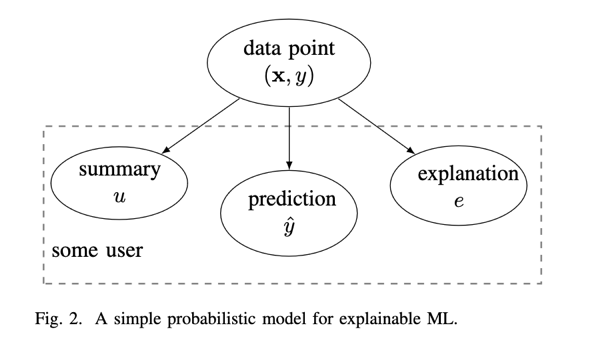 data point
(x, y)
summary
u
prediction
ŷ
explanation
e
some user
Fig. 2. A simple probabilistic model for explainable ML.